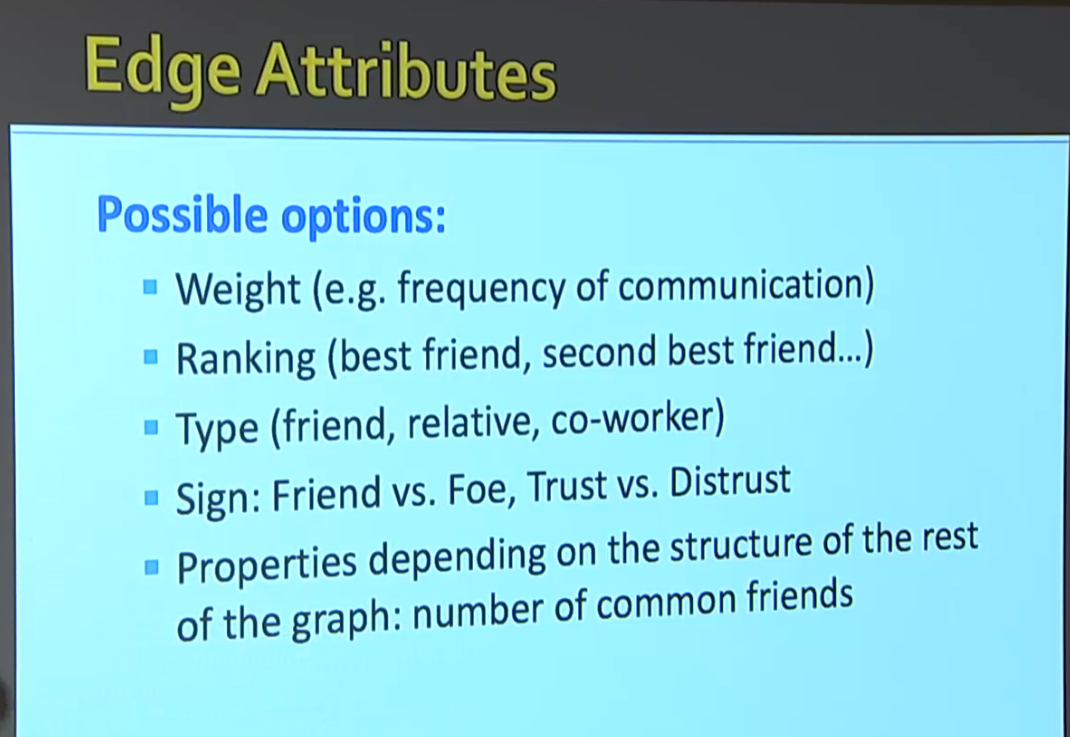 Edge Attributes
Possible options:
Weight (e.g. frequency of communication)
Ranking (best friend, second best friend...)
Type (friend, relative, co-worker)
Sign: Friend vs. Foe, Trust vs. Distrust
Properties depending on the structure of the rest
of the graph: number of common friends